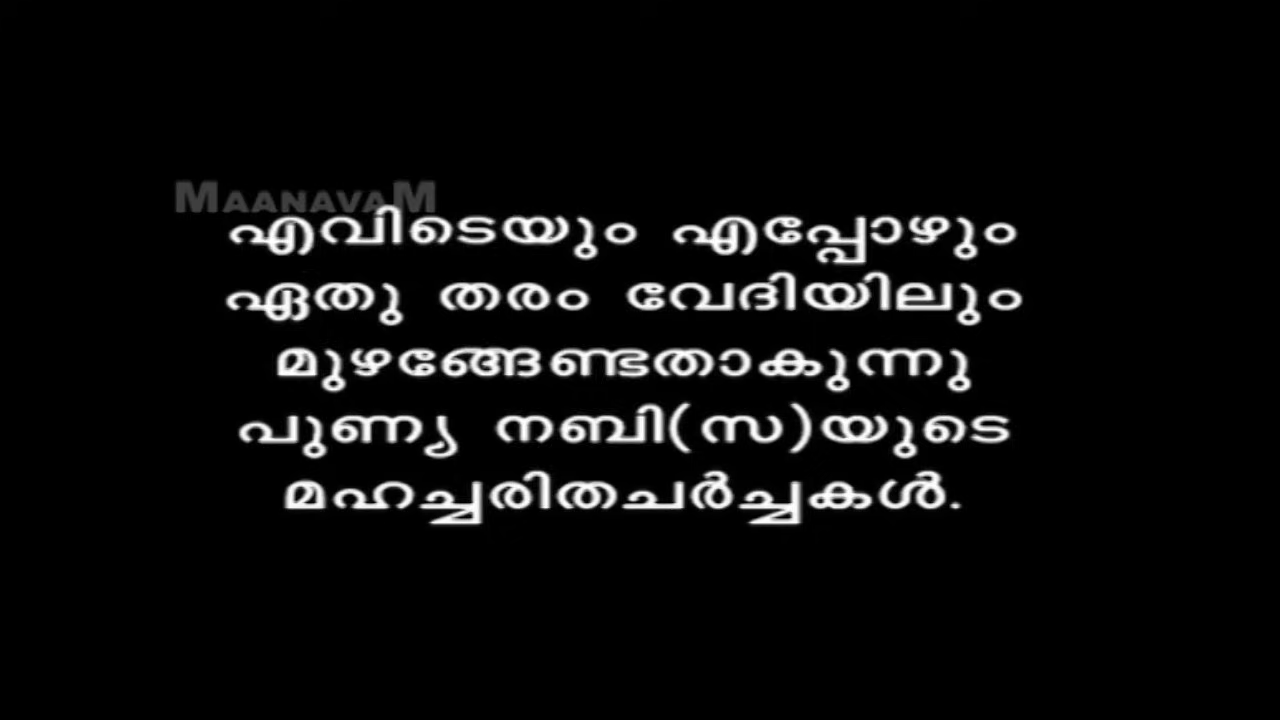 MAANAVAM
എവിടെയും എപ്പോഴും
ഏതു തരം വേദിയിലും
മുഴങ്ങേണ്ടതാകുന്നു
പുണ്യ നബി(സ)യുടെ
മഹച്ചരിതചർച്ചകൾ.